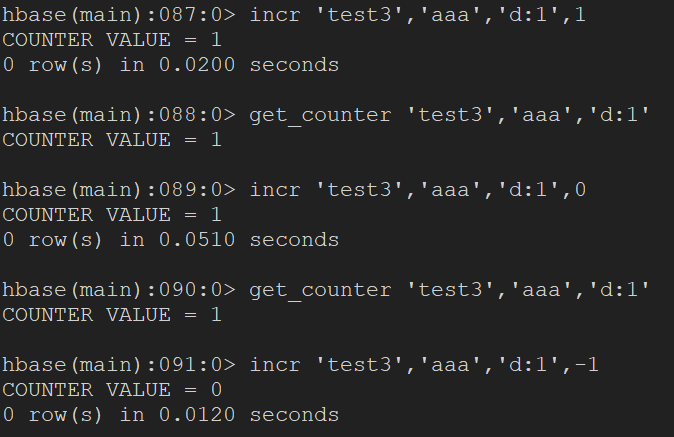 hbase(main):087:0> incr 'test3','aaa','d:1',1
COUNTER VALUE = 1
0 row(s) in 0.0200 seconds
hbase(main):088:0> get_counter 'test3','aaa','d:1'
COUNTER VALUE = 1
hbase(main):089:0> incr 'test3','aaa','d:1',0
COUNTER VALUE = 1
0 row(s) in 0.0510 seconds
hbase(main):090:0> get_counter 'test3','aaa','d:1'
COUNTER VALUE = 1
hbase(main):091:0> incr 'test3','aaa','d:1',-1
COUNTER VALUE = 0
0 row(s) in 0.0120 seconds